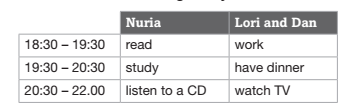 Nuria Lori and Dan
18:30 – 19:30 read work
19:30 – 20:30 study have dinner
20:30 – 22.00 listen to a CD watch TV